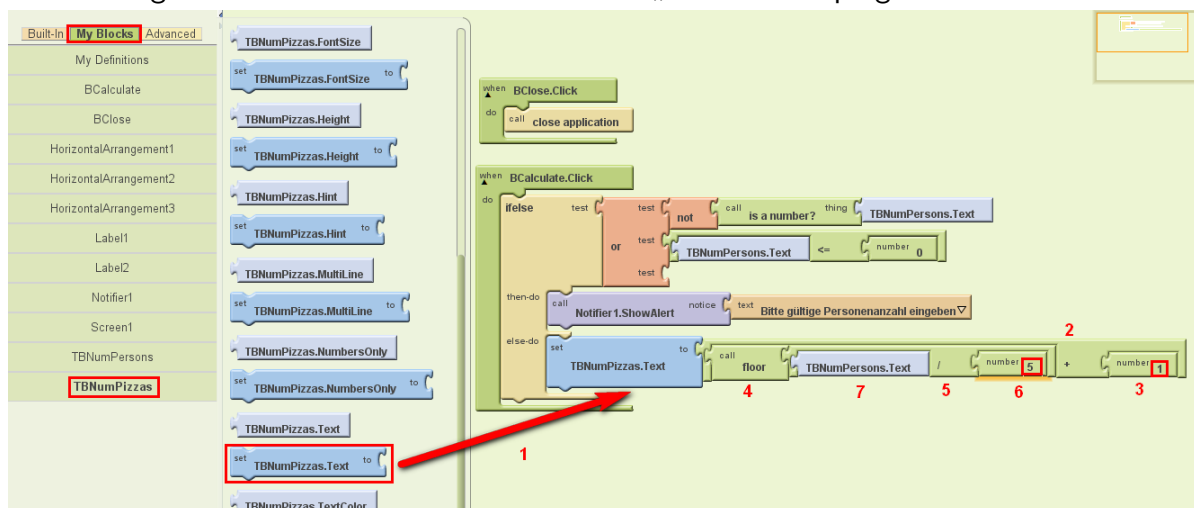 Built-In My Blocks Advanced
My Definitions
BCalculate
BClose
HorizontalArrangement1
HorizontalArrangement2
HorizontalArrangement3
Label1
Label2
Notifier1
Screen1
TBNumPersons
TBNumPizzas
TBNumPizzas.FontSize
set TBNumPizzas.FontSize to
TBNumPizzas.Height
set TBNumPizzas.Height to
TBNumPizzas.Hint
set TBNumPizzas.Hint to
TBNumPizzas.MultiLine
set TBNumPizzas.MultiLine to
TBNumPizzas.NumbersOnly
set TBNumPizzas.NumbersOnly to
TBNumPizzas.Text
set TBNumPizzas.Text to
TBNumPizzas.TextColor
when BClose.Click
do call close application
when BCalculate.Click
do ifelse test test not call is a number? thing TBNumPersons.Text
or test TBNumPersons.Text <= number 0
test
then-do call Notifier1.ShowAlert notice text Bitte gültige Personenanzahl eingeben
2
else-do set TBNumPizzas.Text to call floor TBNumPersons.Text / number 5 + number 1
4 7 5 6 3
1